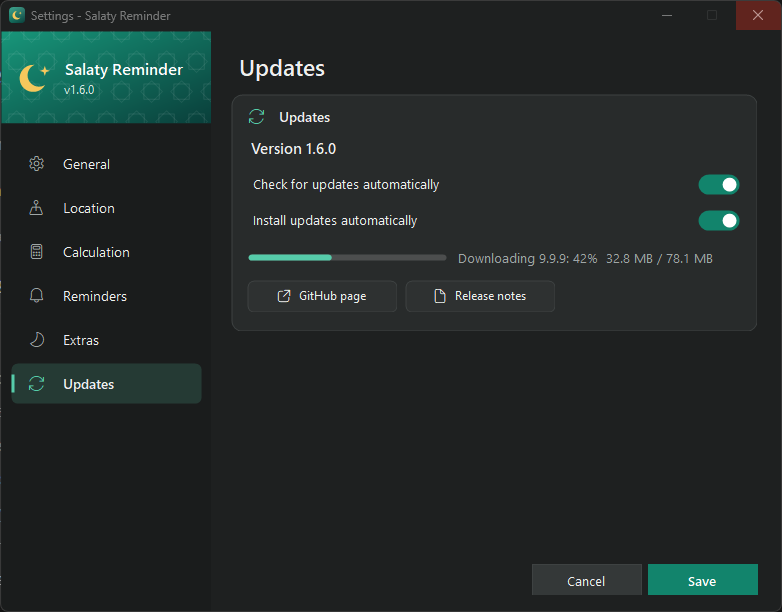 Settings - Salaty Reminder
Salaty Reminder
v1.6.0
General
Location
Calculation
Reminders
Extras
Updates
Updates
Updates
Version 1.6.0
Check for updates automatically
Install updates automatically
Downloading 9.9.9: 42%  32.8 MB / 78.1 MB
GitHub page
Release notes
Cancel
Save